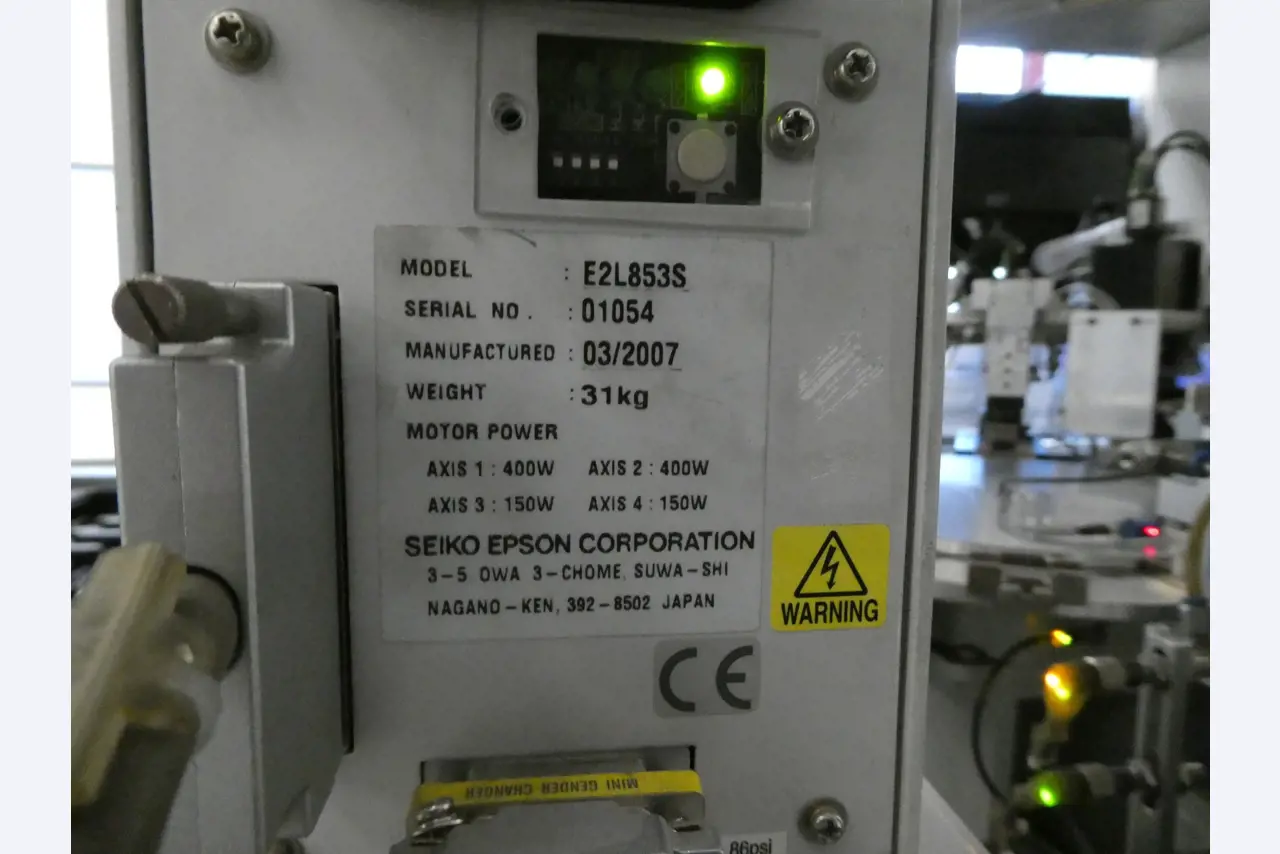 MODEL : E2L853S
SERIAL NO. : 01054
MANUFACTURED : 03/2007
WEIGHT : 31kg
MOTOR POWER
AXIS 1 : 400W AXIS 2 : 400W
AXIS 3 : 150W AXIS 4 : 150W
SEIKO EPSON CORPORATION
3-5 OWA 3-CHOME, SUWA-SHI
NAGANO-KEN, 392-8502 JAPAN
WARNING
CE
MINI GENDER CHANGER
86psi